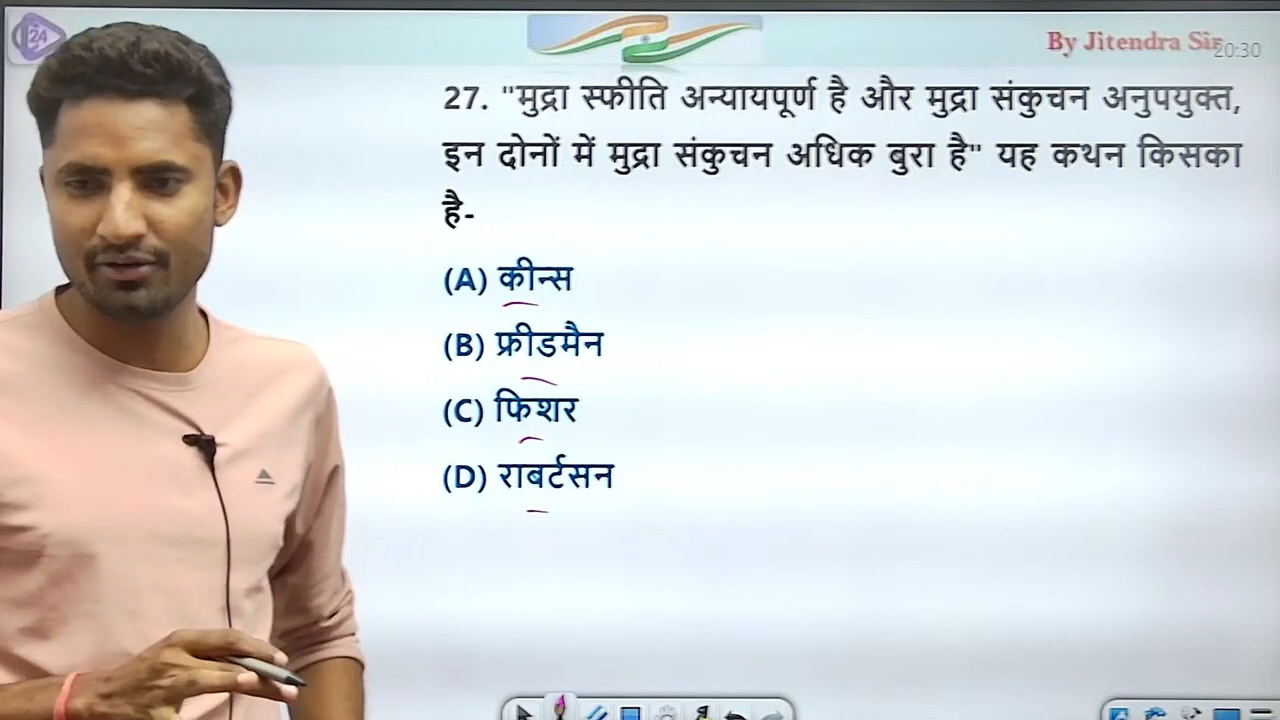 24
By Jitendra Sir
20:30
27. "मुद्रा स्फीति अन्यायपूर्ण है और मुद्रा संकुचन अनुपयुक्त,
इन दोनों में मुद्रा संकुचन अधिक बुरा है" यह कथन किसका
है-
(A) कीन्स
(B) फ्रीडमैन
(C) फिशर
(D) राबर्टसन